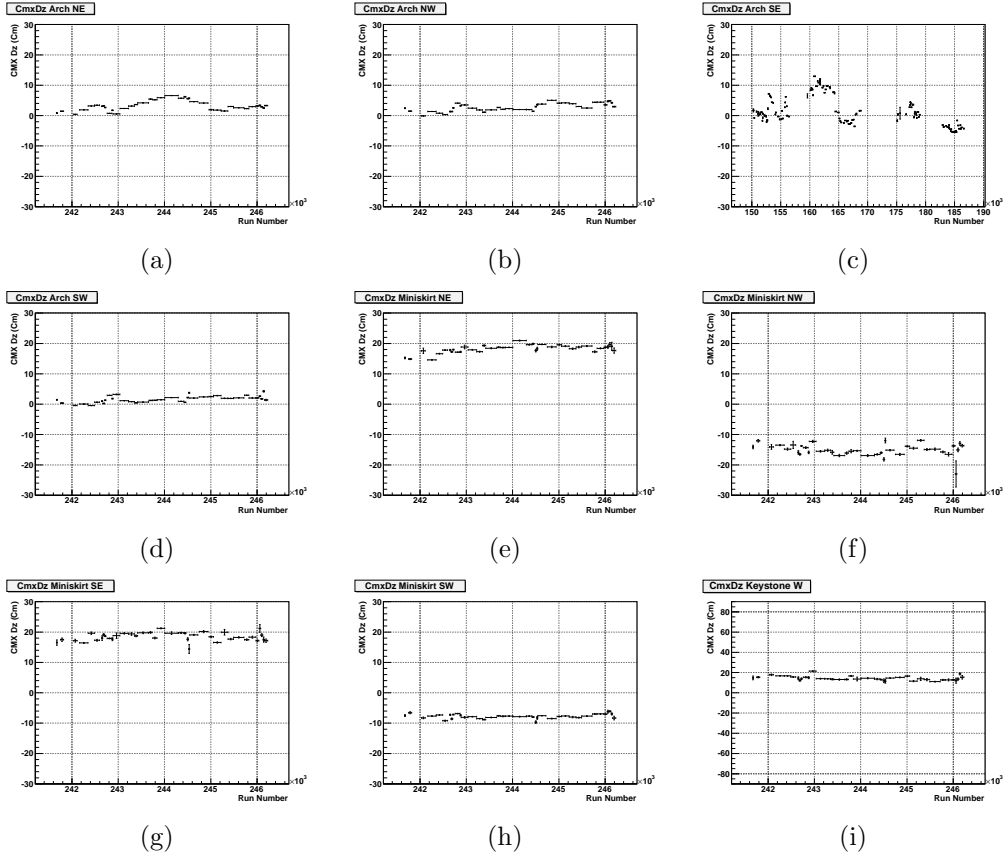 CmxDz Arch NE
CMX Dz (Cm)
30
20
10
0
-10
-20
-30
242 243 244 245 246
×10³
Run Number
(a)
CmxDz Arch NW
CMX Dz (Cm)
30
20
10
0
-10
-20
-30
242 243 244 245 246
×10³
Run Number
(b)
CmxDz Arch SE
CMX Dz (Cm)
30
20
10
0
-10
-20
-30
150 155 160 165 170 175 180 185 190
×10³
Run Number
(c)
CmxDz Arch SW
CMX Dz (Cm)
30
20
10
0
-10
-20
-30
242 243 244 245 246
×10³
Run Number
(d)
CmxDz Miniskirt NE
CMX Dz (Cm)
30
20
10
0
-10
-20
-30
242 243 244 245 246
×10³
Run Number
(e)
CmxDz Miniskirt NW
CMX Dz (Cm)
30
20
10
0
-10
-20
-30
242 243 244 245 246
×10³
Run Number
(f)
CmxDz Miniskirt SE
CMX Dz (Cm)
30
20
10
0
-10
-20
-30
242 243 244 245 246
×10³
Run Number
(g)
CmxDz Miniskirt SW
CMX Dz (Cm)
30
20
10
0
-10
-20
-30
242 243 244 245 246
×10³
Run Number
(h)
CmxDz Keystone W
CMX Dz (Cm)
80
60
40
20
0
-20
-40
-60
-80
242 243 244 245 246
×10³
Run Number
(i)